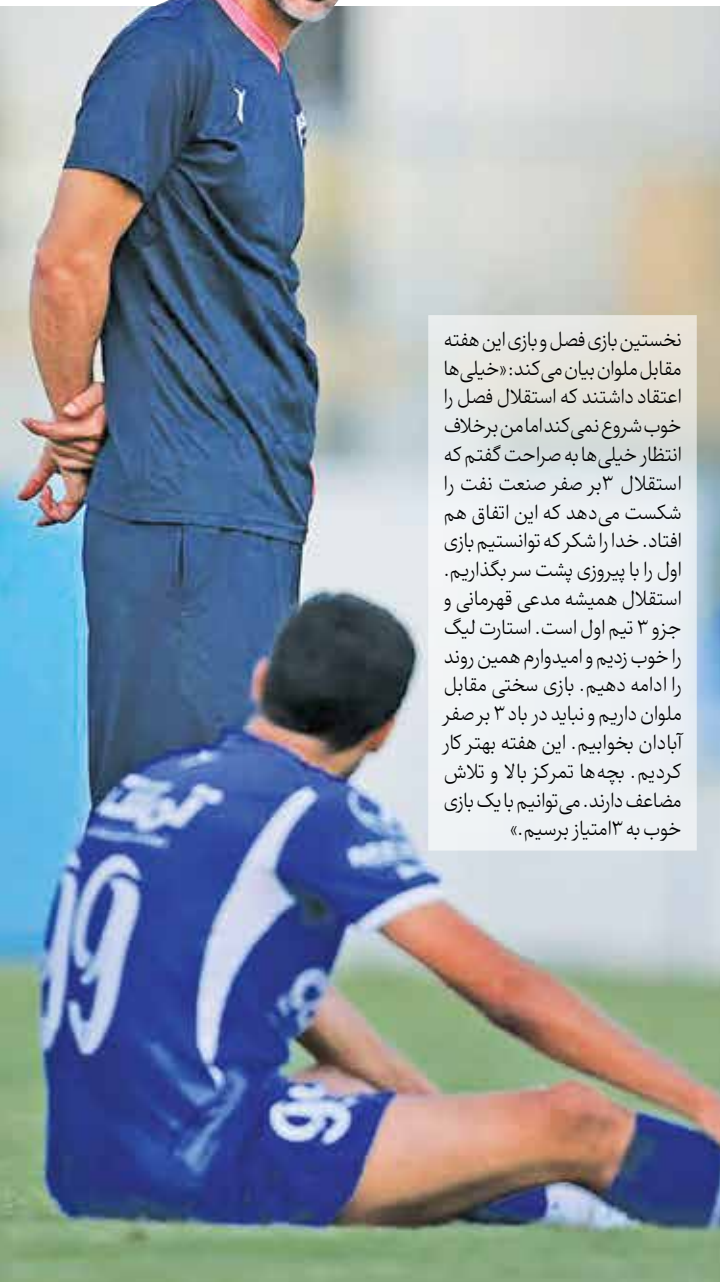 نخستین بازی فصل و بازی این هفته
مقابل ملوان بیان می‌کند: «خیلی‌ها
اعتقاد داشتند که استقلال فصل را
خوب شروع نمی‌کند اما من برخلاف
انتظار خیلی‌ها به صراحت گفتم که
استقلال ۳بر صفر صنعت نفت را
شکست می‌دهد که این اتفاق هم
افتاد. خدا را شکر که توانستیم بازی
اول را با پیروزی پشت سر بگذاریم.
استقلال همیشه مدعی قهرمانی و
جزو ۳ تیم اول است. استارت لیگ
را خوب زدیم و امیدوارم همین روند
را ادامه دهیم. بازی سختی مقابل
ملوان داریم و نباید در باد ۳ بر صفر
آبادان بخوابیم. این هفته بهتر کار
کردیم. بچه‌ها تمرکز بالا و تلاش
مضاعف دارند. می‌توانیم با یک بازی
خوب به ۳امتیاز برسیم.»
99
99